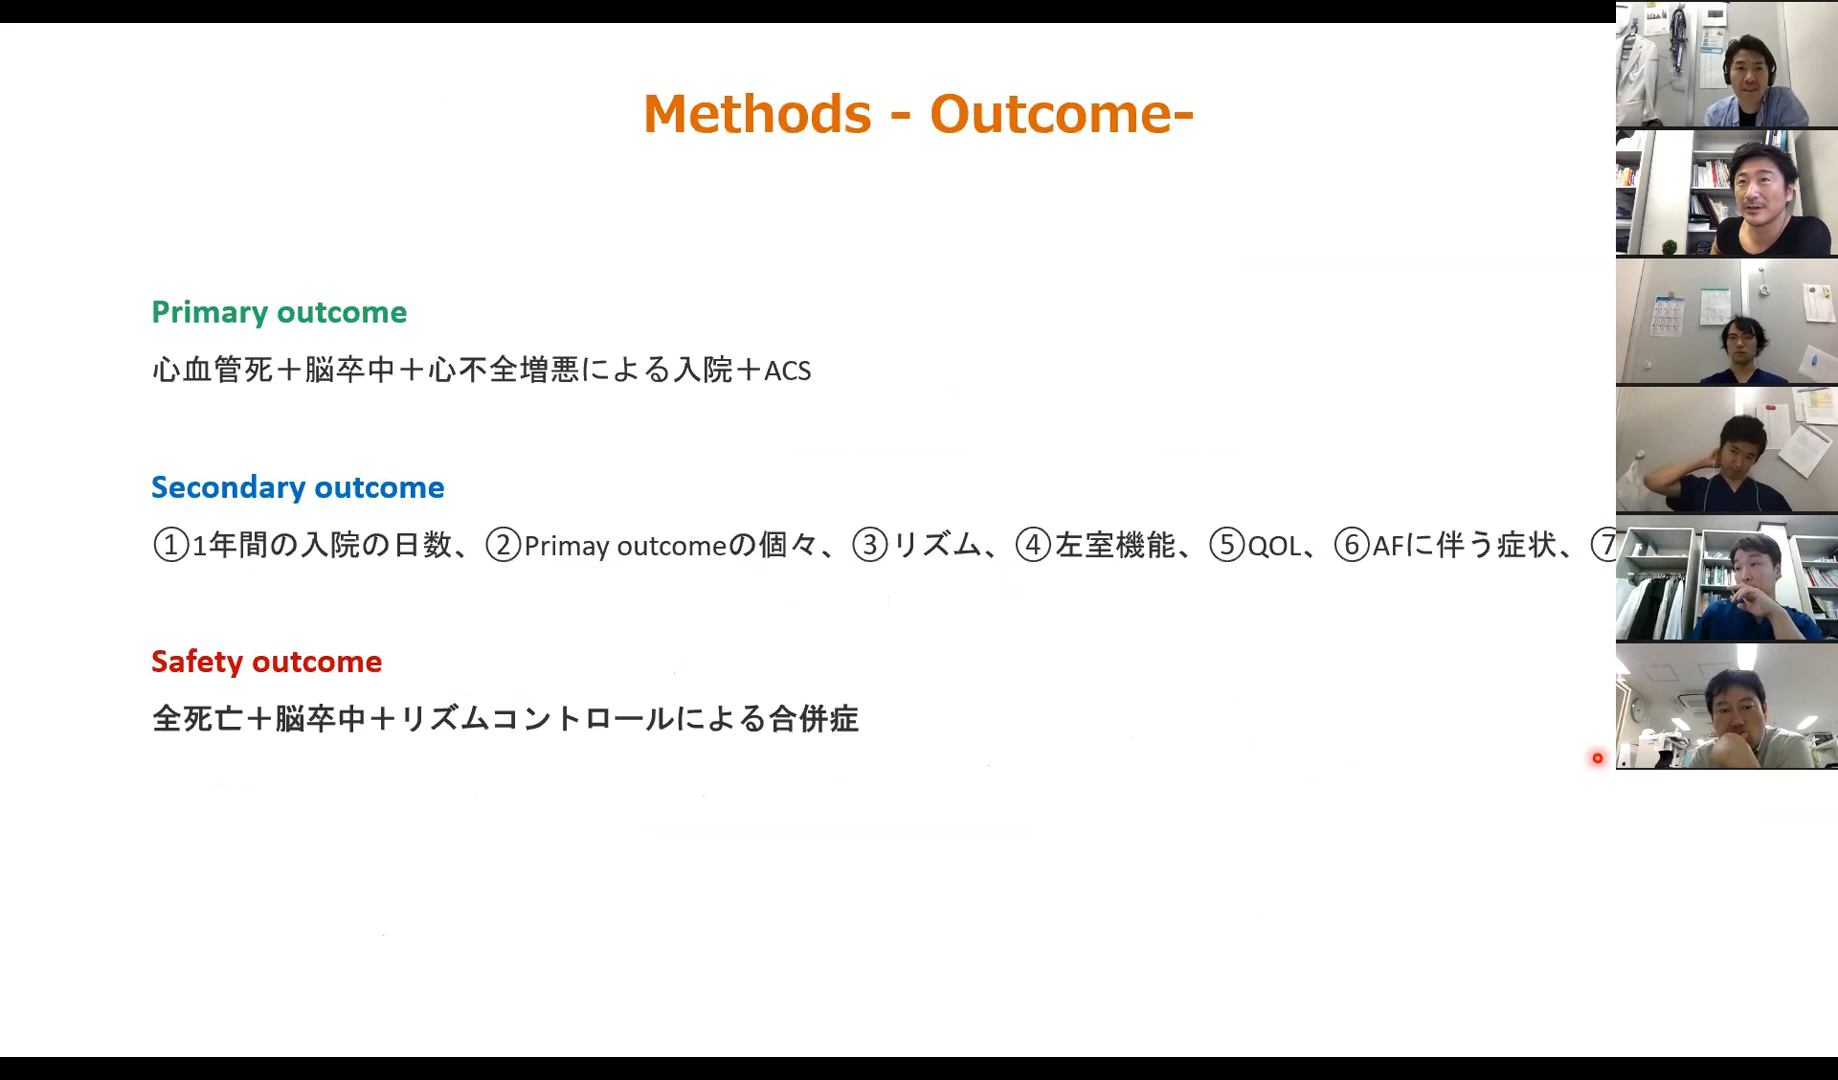 Methods - Outcome-
Primary outcome
心血管死＋脳卒中＋心不全増悪による入院＋ACS
Secondary outcome
①1年間の入院の日数、②Primay outcomeの個々、③リズム、④左室機能、⑤QOL、⑥AFに伴う症状、⑦
Safety outcome
全死亡＋脳卒中＋リズムコントロールによる合併症